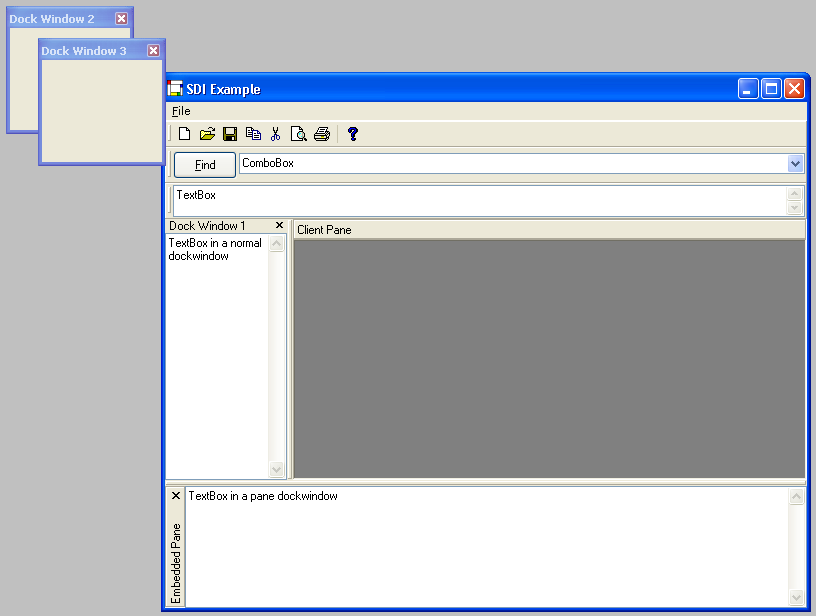 Dock Window 2
Dock Window 3
SDI Example
File
?
Find
ComboBox
TextBox
Dock Window 1
TextBox in a normal
dockwindow
Client Pane
TextBox in a pane dockwindow
Embedded Pane